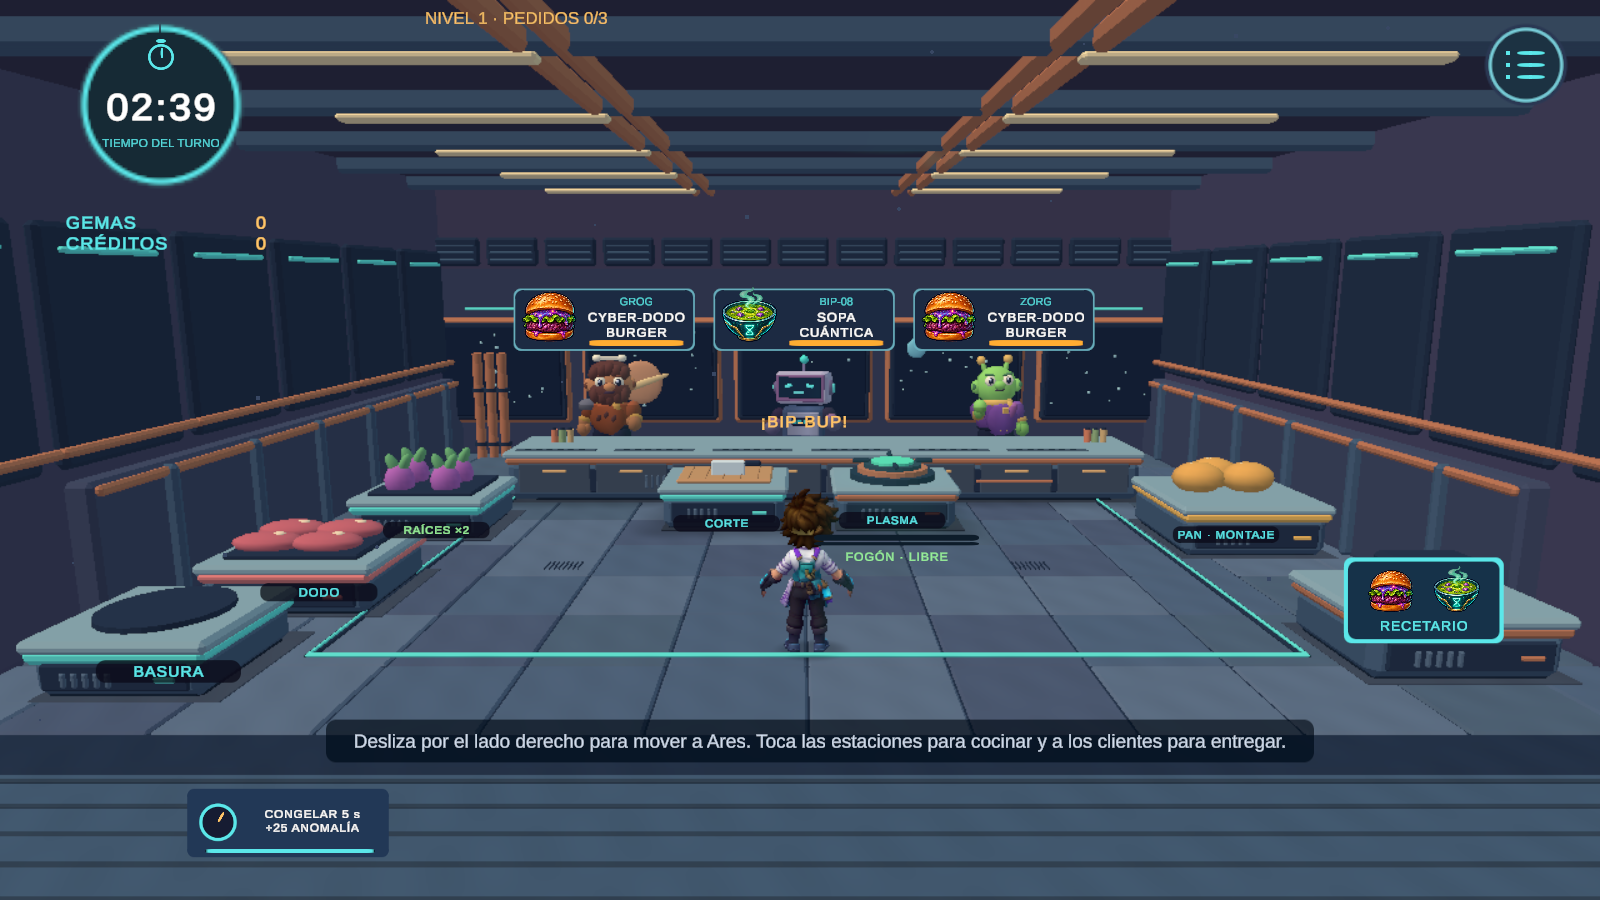 NIVEL 1 · PEDIDOS 0/3
02:39
TIEMPO DEL TURNO
GEMAS 0
CRÉDITOS 0
GROG
CYBER-DODO
BURGER
BIP-08
SOPA
CUÁNTICA
ZORG
CYBER-DODO
BURGER
¡BIP-BUP!
RAÍCES ×2
CORTE
PLASMA
PAN · MONTAJE
FOGÓN · LIBRE
DODO
RECETARIO
BASURA
Desliza por el lado derecho para mover a Ares. Toca las estaciones para cocinar y a los clientes para entregar.
CONGELAR 5 s
+25 ANOMALÍA